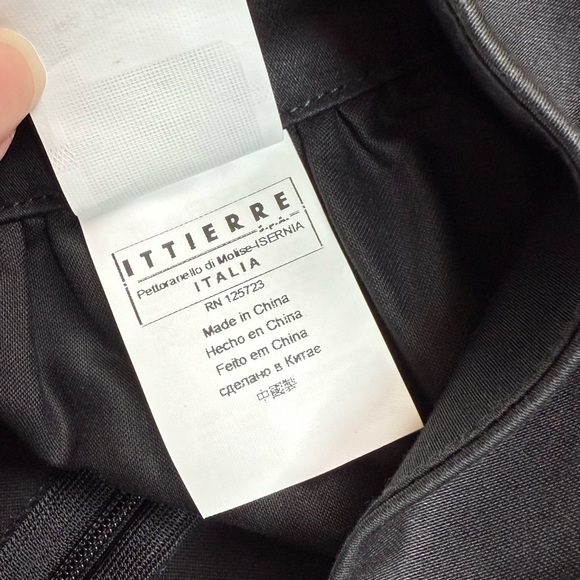 ITTIERRE
s.p.a.
Pettoranello di Molise-ISERNIA
ITALIA
RN 125723
Made in China
Hecho en China
Feito em China
сделано в Китае
中國製